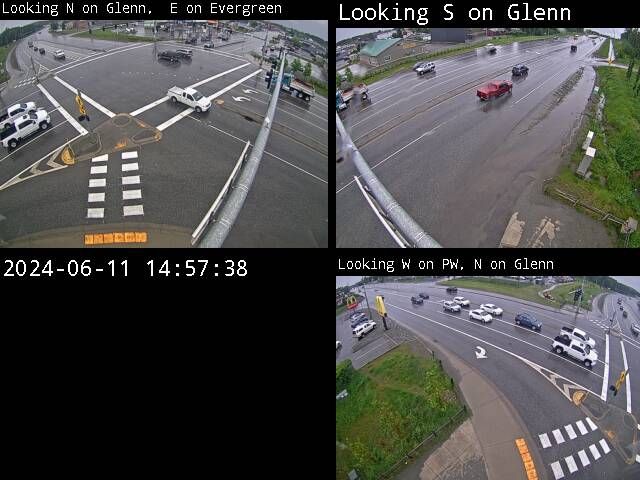 Looking N on Glenn, E on Evergreen
Looking S on Glenn
2024-06-11 14:57:38
Looking W on PW, N on Glenn